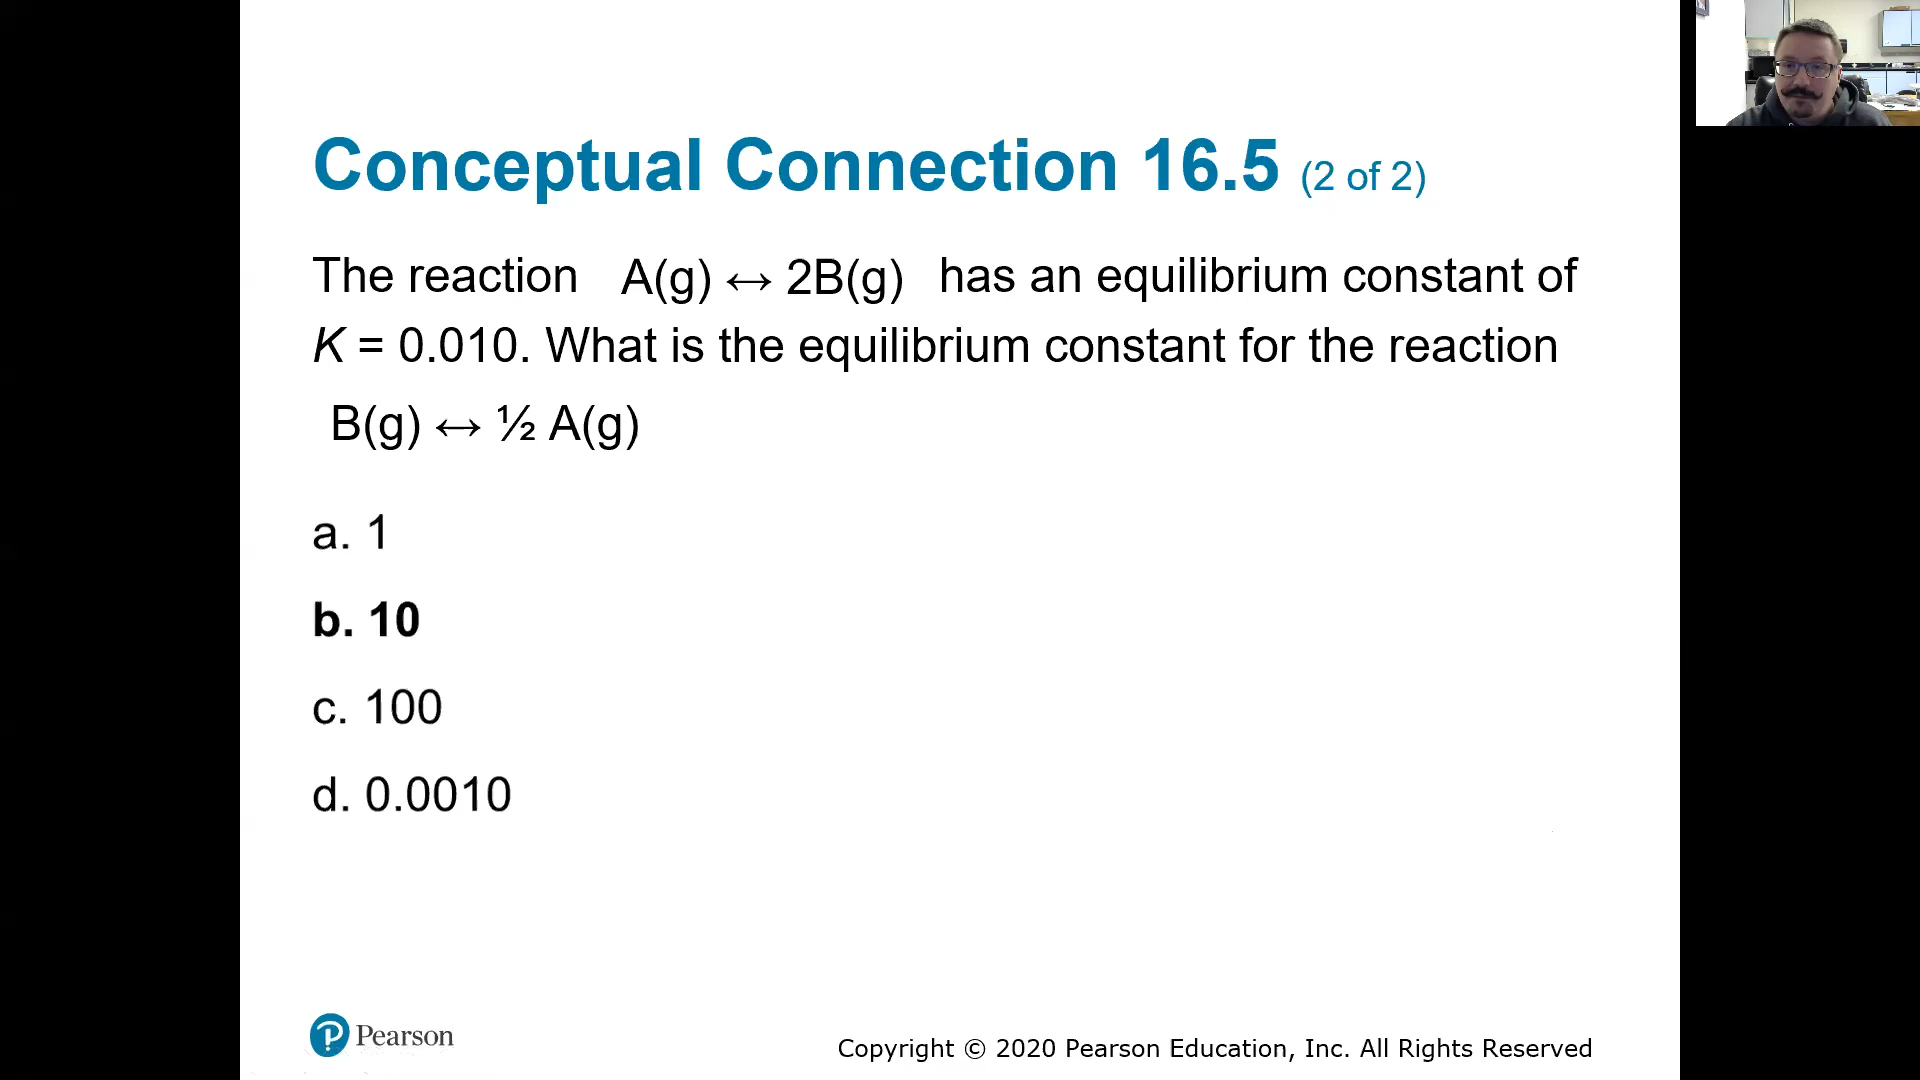 Conceptual Connection 16.5 (2 of 2)
The reaction A(g) ↔ 2B(g) has an equilibrium constant of
K = 0.010. What is the equilibrium constant for the reaction
B(g) ↔ ½ A(g)
a. 1
b. 10
c. 100
d. 0.0010
Pearson
Copyright © 2020 Pearson Education, Inc. All Rights Reserved